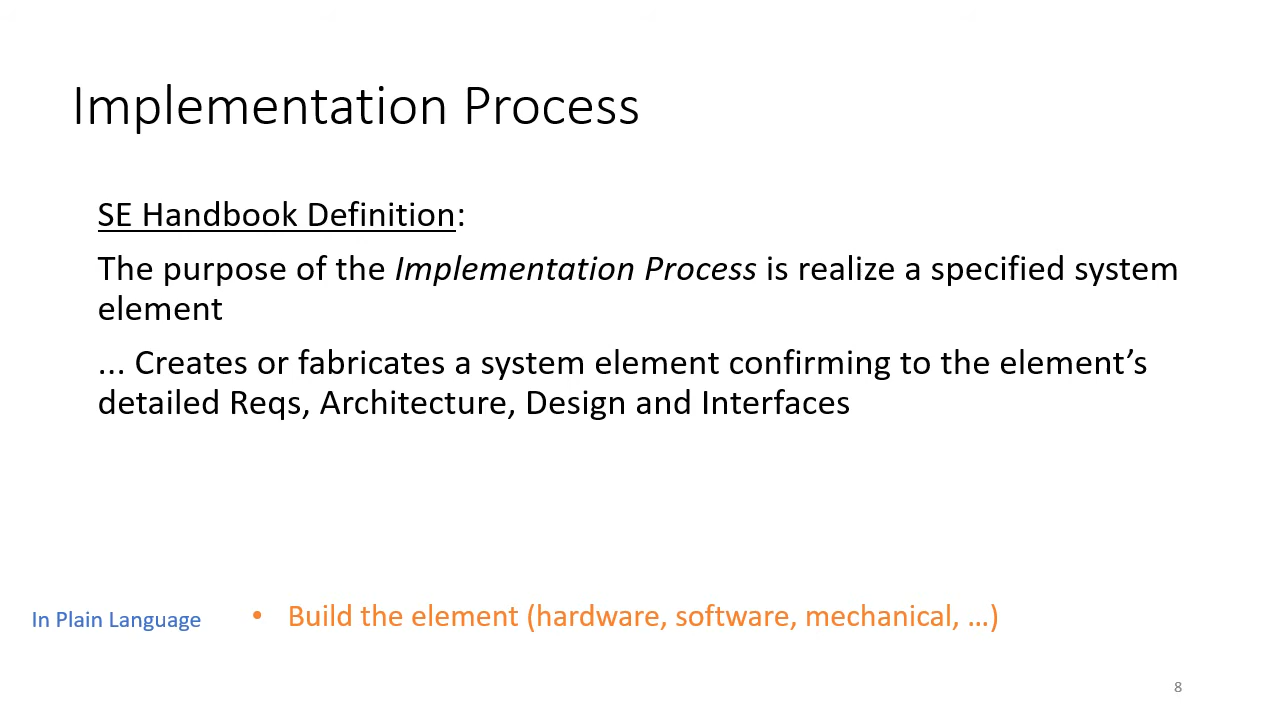 Implementation Process
SE Handbook Definition:
The purpose of the Implementation Process is realize a specified system
element
... Creates or fabricates a system element confirming to the element’s
detailed Reqs, Architecture, Design and Interfaces
In Plain Language
• Build the element (hardware, software, mechanical, …)
8